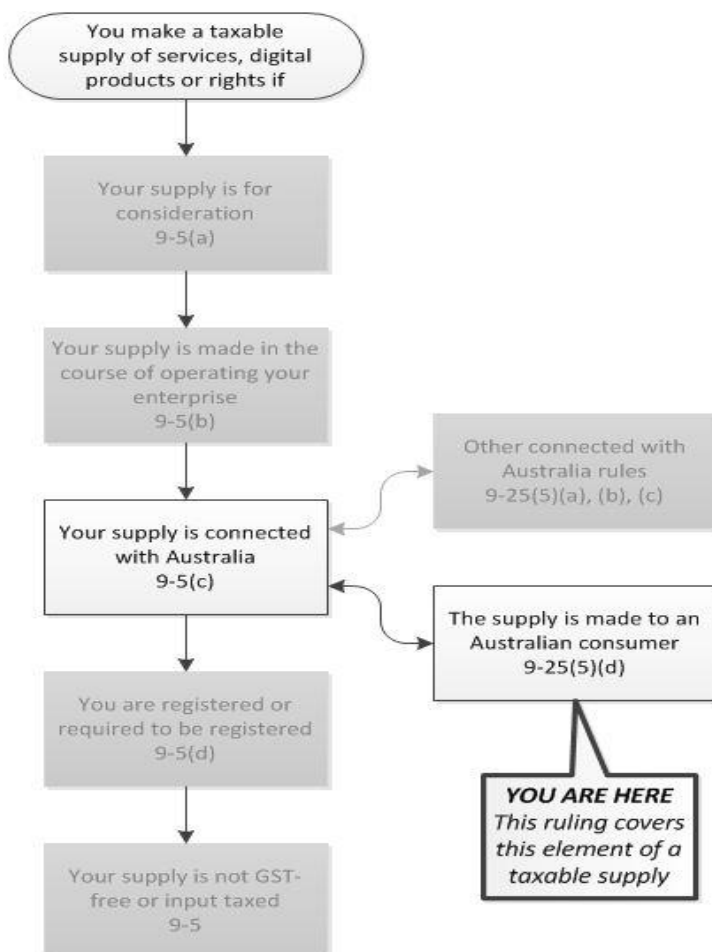 You make a taxable
supply of services, digital
products or rights if
Your supply is for
consideration
9-5(a)
Your supply is made in the
course of operating your
enterprise
9-5(b)
Other connected with
Australia rules
9-25(5)(a), (b), (c)
Your supply is connected
with Australia
9-5(c)
The supply is made to an
Australian consumer
9-25(5)(d)
You are registered or
required to be registered
9-5(d)
YOU ARE HERE
This ruling covers
this element of a
taxable supply
Your supply is not GST-
free or input taxed
9-5